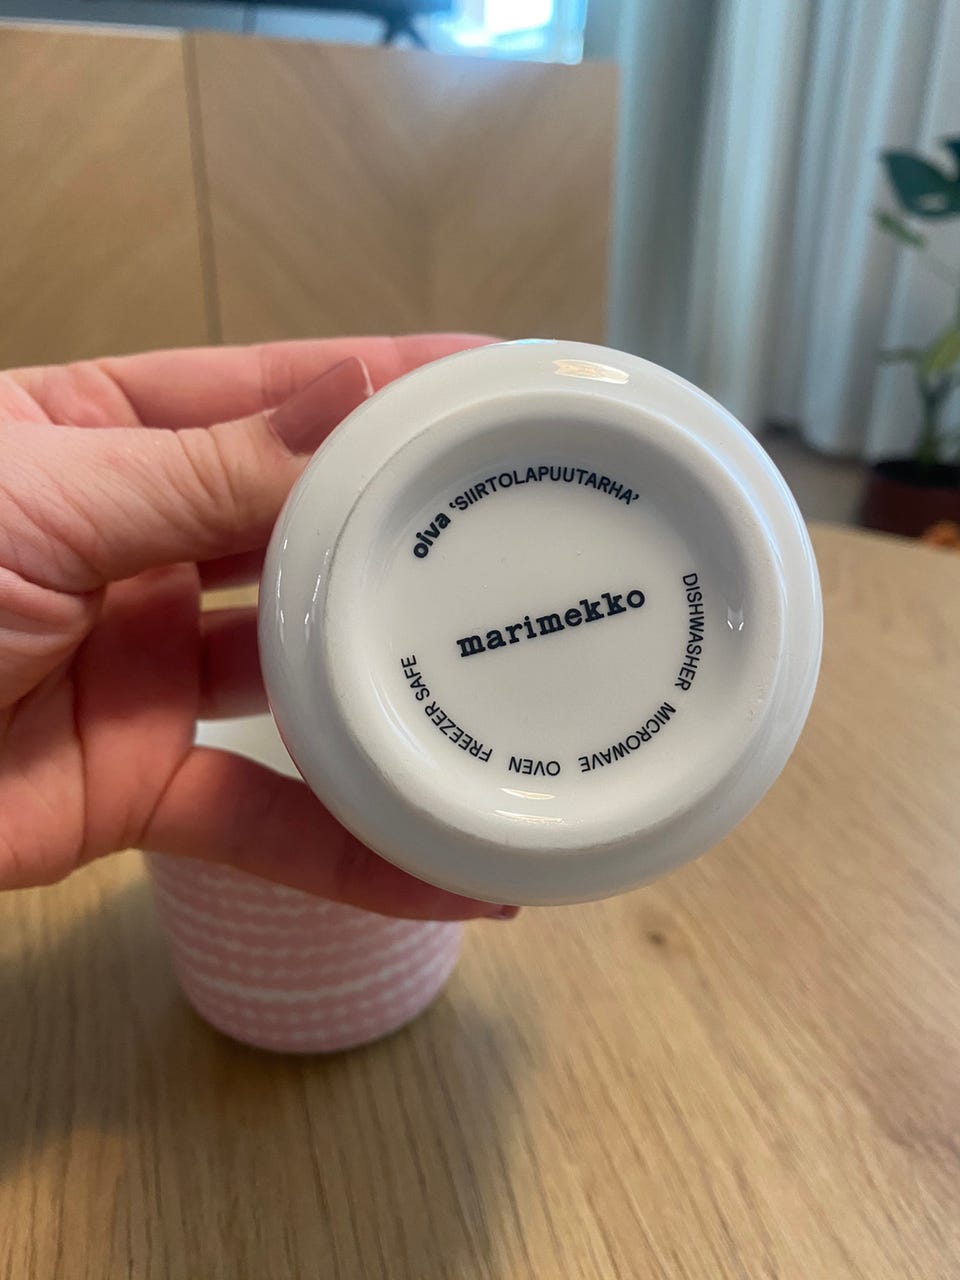 oiva ‘SIIRTOLAPUUTARHA’
marimekko
DISHWASHER MICROWAVE OVEN FREEZER SAFE